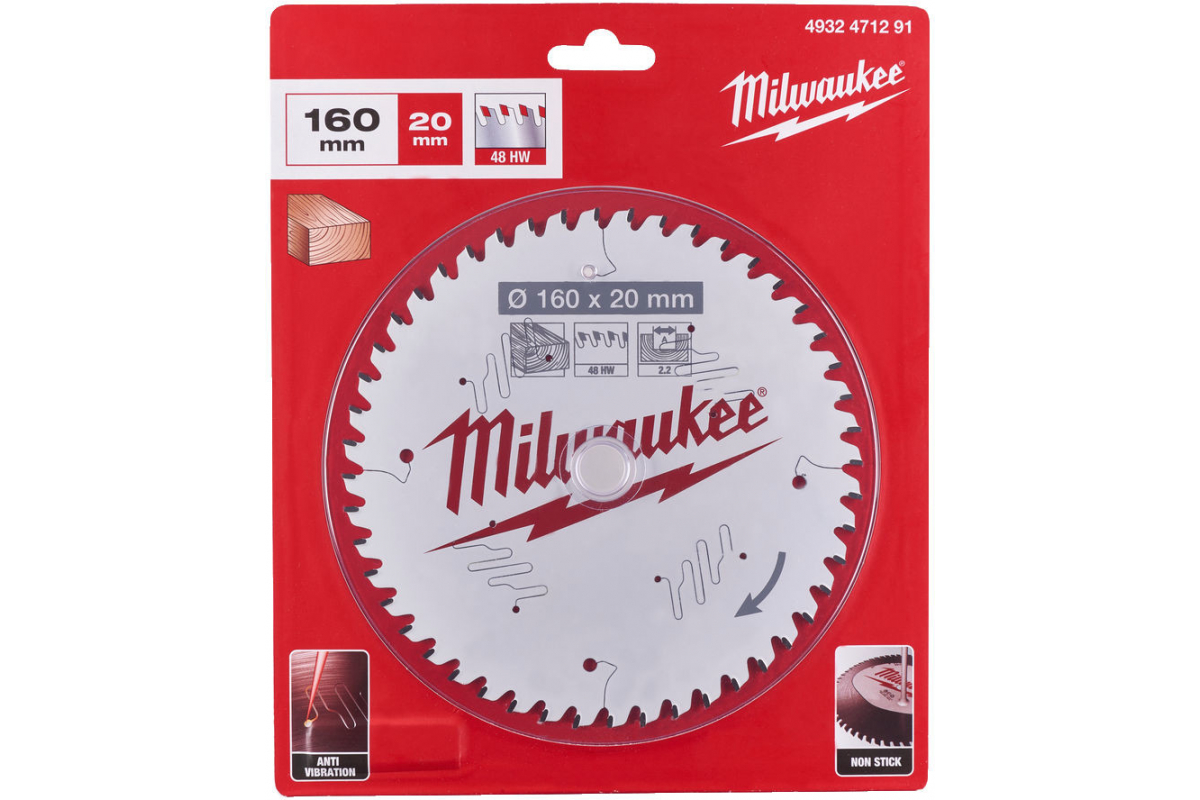 4932 4712 91
Milwaukee®
160
mm
20
mm
48 HW
Ø 160 x 20 mm
48 HW
A
2.2
Milwaukee®
ANTI
VIBRATION
NON STICK